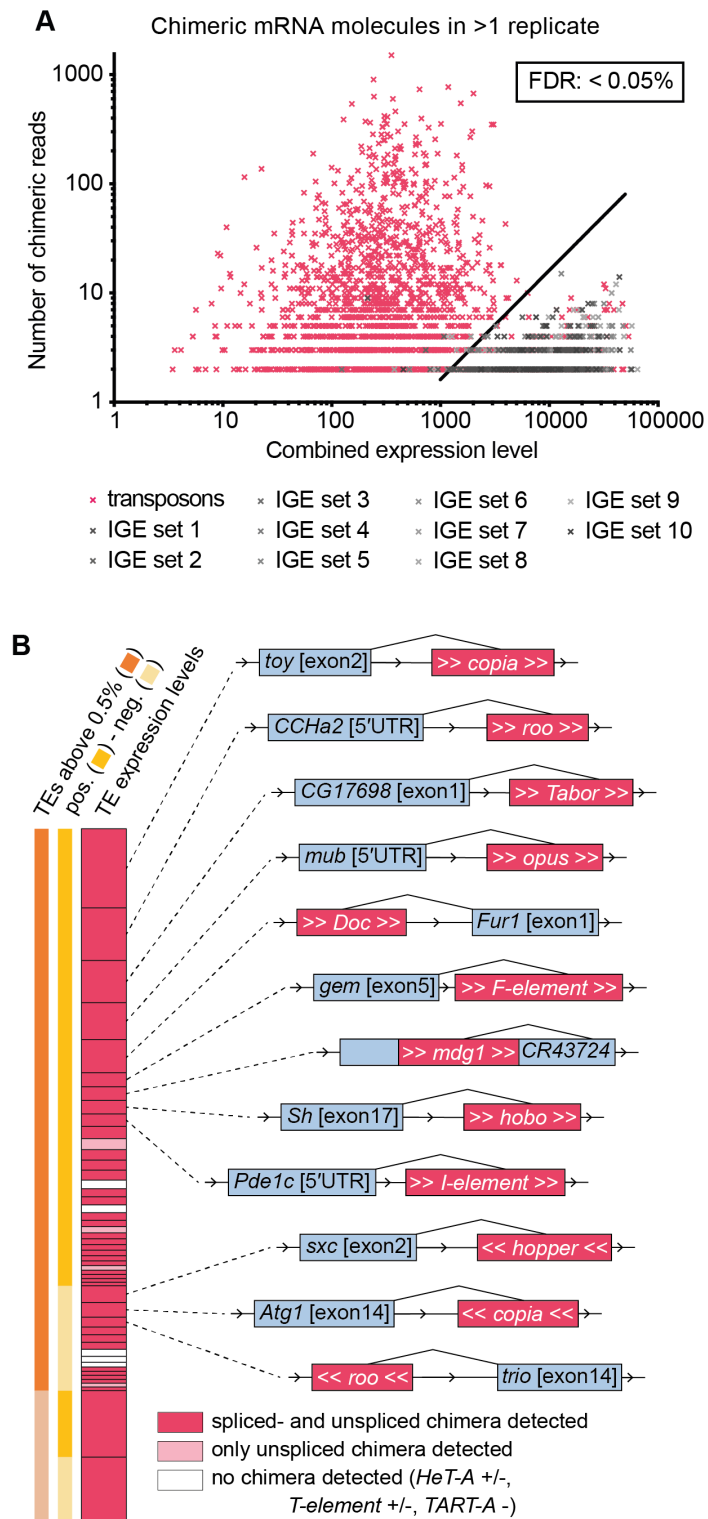 A
Chimeric mRNA molecules in >1 replicate
FDR: < 0.05%
Number of chimeric reads
1000
100
10
1
1 10 100 1000 10000 100000
Combined expression level
transposons IGE set 3 IGE set 6 IGE set 9
IGE set 1 IGE set 4 IGE set 7 IGE set 10
IGE set 2 IGE set 5 IGE set 8
B
TEs above 0.5% ( )
pos. ( ) - neg. ( )
TE expression levels
toy [exon2] >> copia >>
CCHa2 [5′UTR] >> roo >>
CG17698 [exon1] >> Tabor >>
mub [5′UTR] >> opus >>
>> Doc >> Fur1 [exon1]
gem [exon5] >> F-element >>
>> mdg1 >> CR43724
Sh [exon17] >> hobo >>
Pde1c [5′UTR] >> I-element >>
sxc [exon2] << hopper <<
Atg1 [exon14] << copia <<
<< roo << trio [exon14]
spliced- and unspliced chimera detected
only unspliced chimera detected
no chimera detected (HeT-A +/-,
T-element +/-, TART-A -)